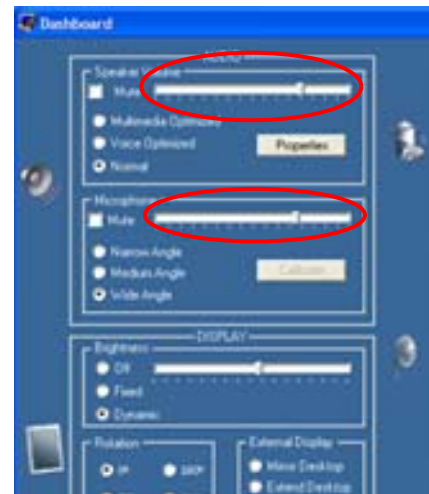 Dashboard
AUDIO
Speaker Volume
Mute
Multimedia Optimized
Voice Optimized
Properties
Normal
Microphone
Mute
Narrow Angle
Medium Angle
Calibrate
Wide Angle
DISPLAY
Brightness
Off
Fixed
Dynamic
Rotation
External Display
0° 180°
Mirror Desktop
Extend Desktop